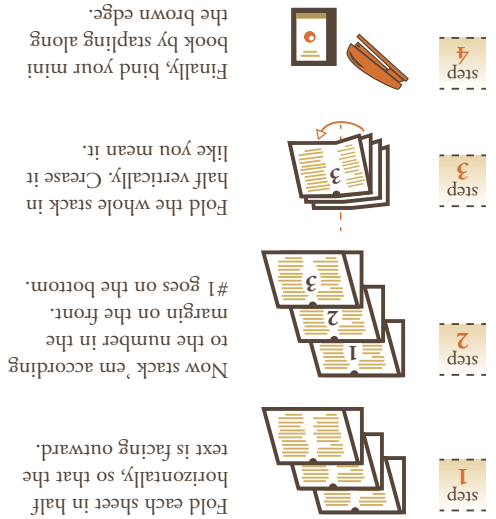 step
1
Fold each sheet in half
horizontally, so that the
text is facing outward.
step
2
1
2
3
Now stack ’em according
to the number in the
margin on the front.
#1 goes on the bottom.
step
3
3
Fold the whole stack in
half vertically. Crease it
like you mean it.
step
4
Finally, bind your mini
book by stapling along
the brown edge.